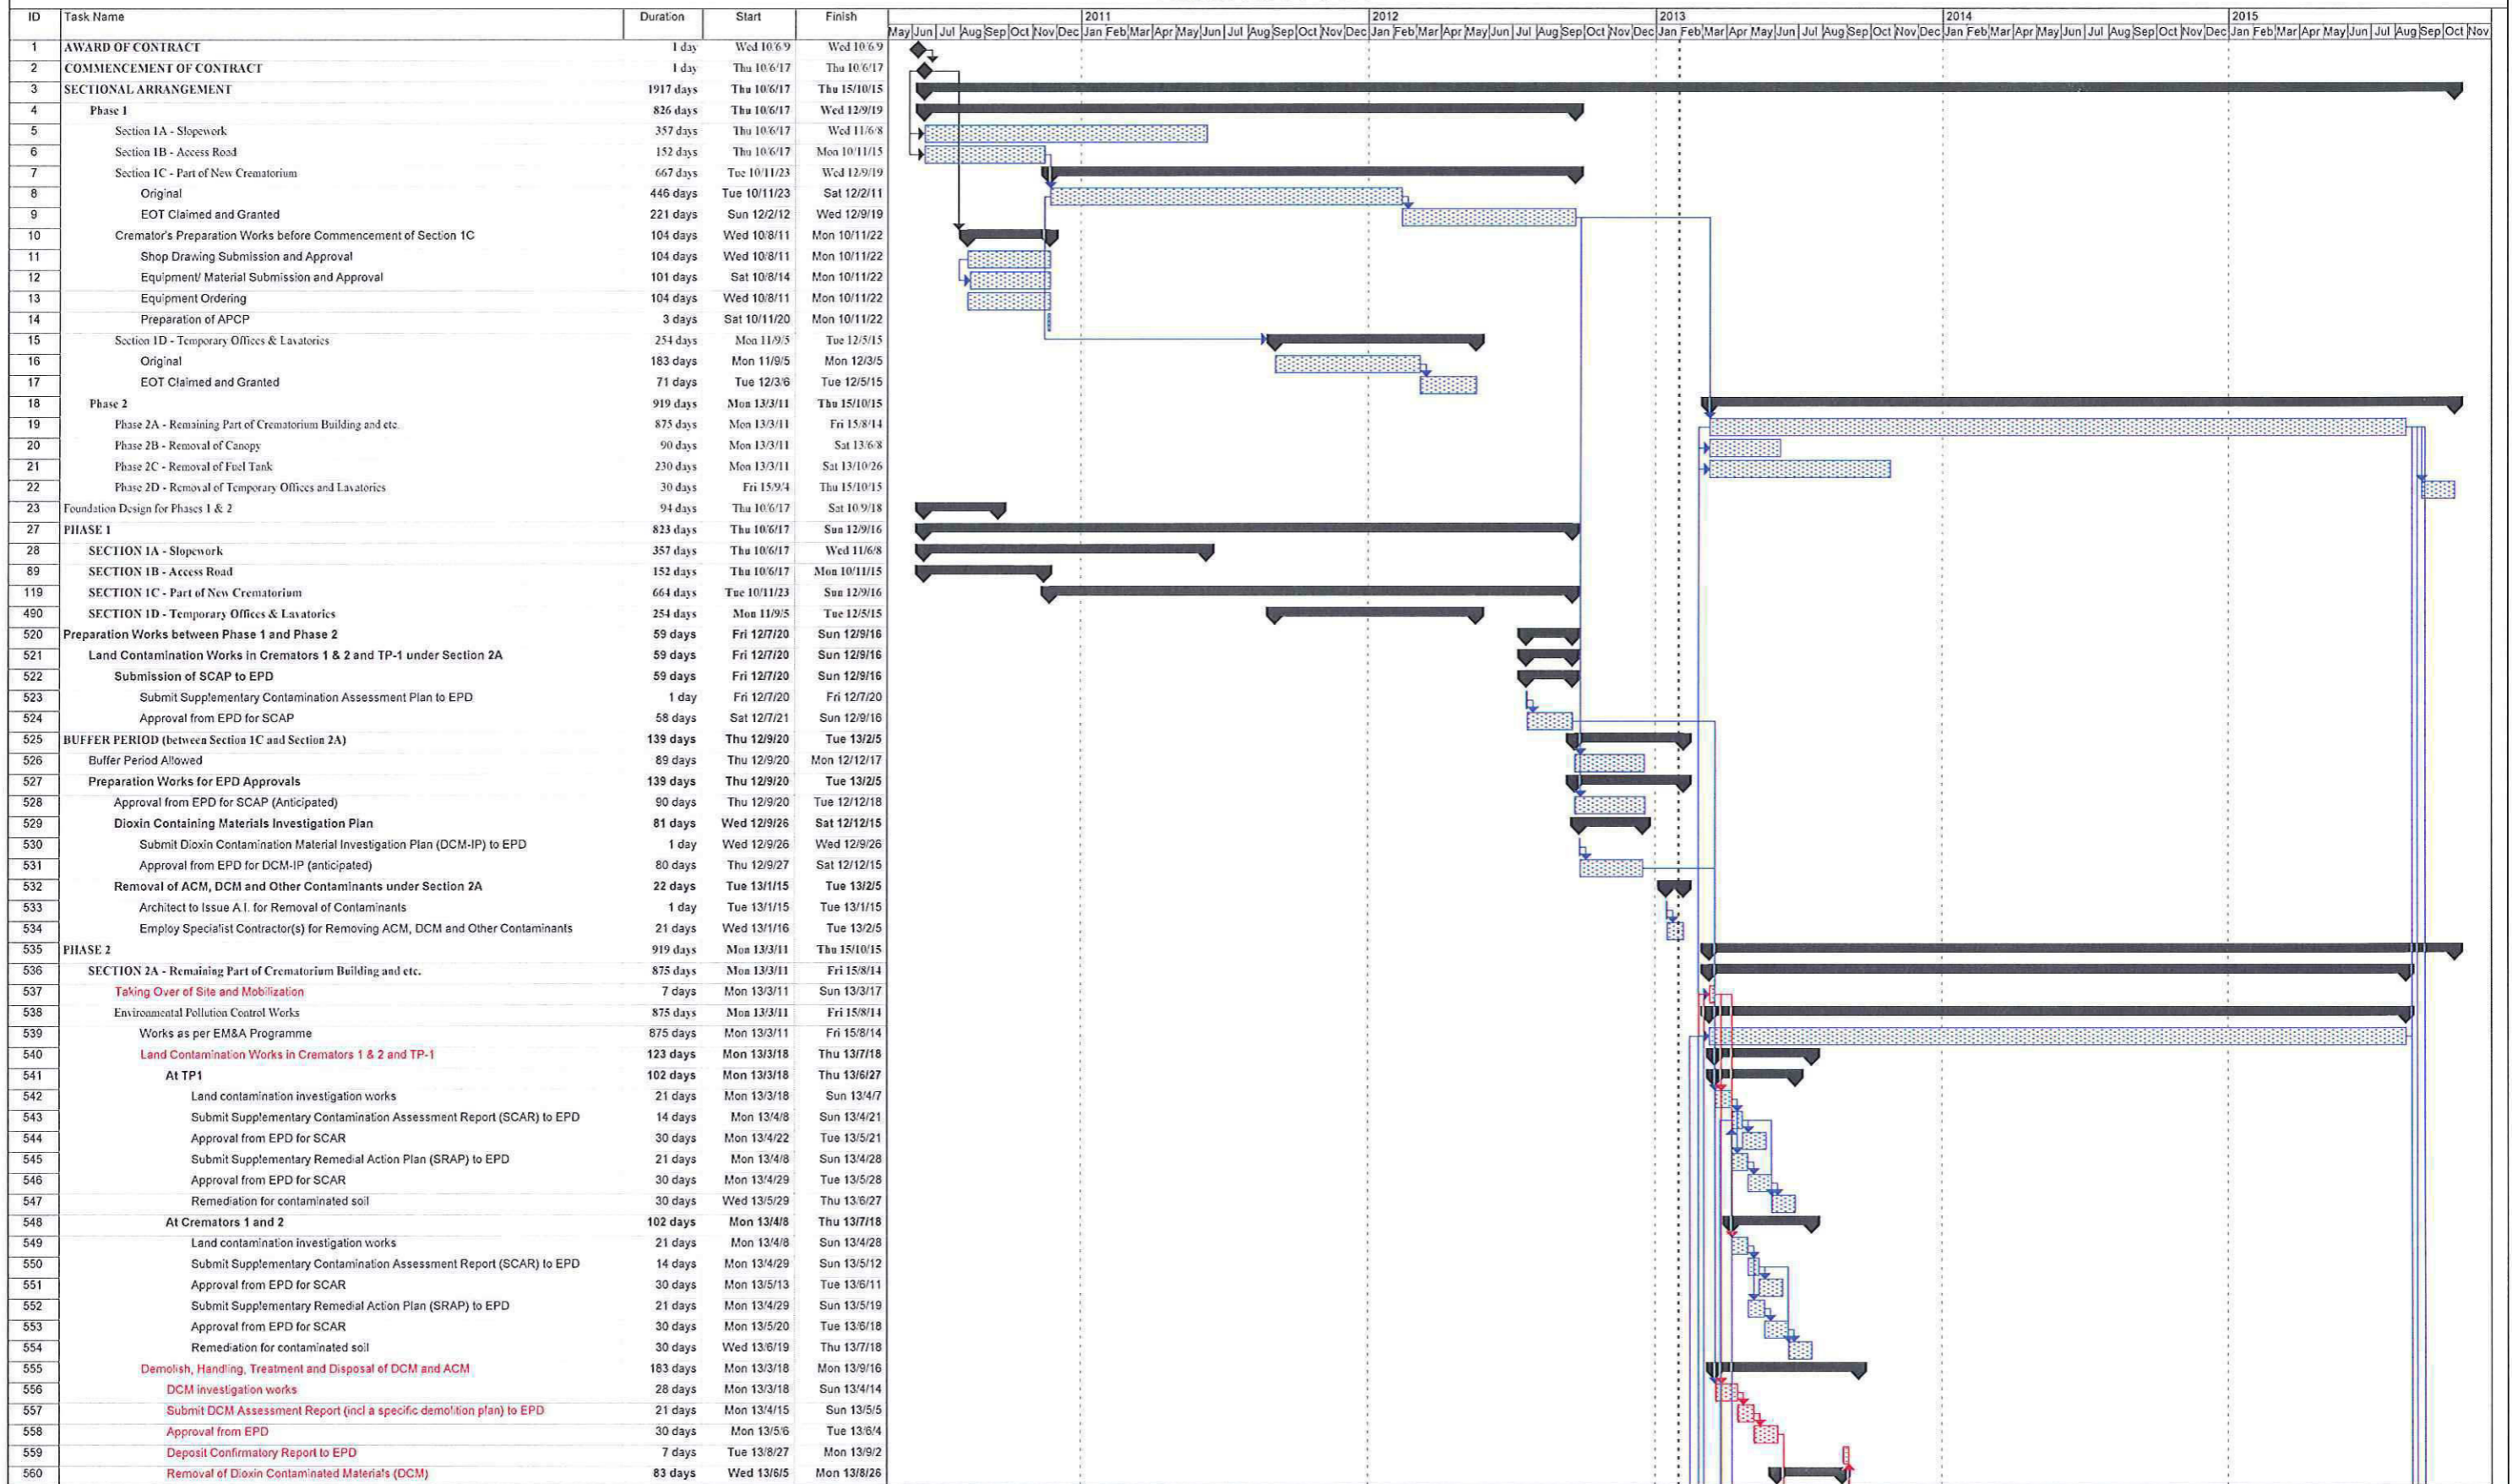 2011 2012 2013 2014 2015
ID Task Name Duration Start Finish May Jun Jul Aug Sep Oct Nov Dec Jan Feb Mar Apr May Jun Jul Aug Sep Oct Nov Dec Jan Feb Mar Apr May Jun Jul Aug Sep Oct Nov Dec Jan Feb Mar Apr May Jun Jul Aug Sep Oct Nov Dec Jan Feb Mar Apr May Jun Jul Aug Sep Oct Nov Dec Jan Feb Mar Apr May Jun Jul Aug Sep Oct Nov
1 AWARD OF CONTRACT 1 day Wed 10/6/9 Wed 10/6/9
2 COMMENCEMENT OF CONTRACT 1 day Thu 10/6/17 Thu 10/6/17
3 SECTIONAL ARRANGEMENT 1917 days Thu 10/6/17 Thu 15/10/15
4 Phase 1 826 days Thu 10/6/17 Wed 12/9/19
5 Section 1A - Slopework 357 days Thu 10/6/17 Wed 11/6/8
6 Section 1B - Access Road 152 days Thu 10/6/17 Mon 10/11/15
7 Section 1C - Part of New Crematorium 667 days Tue 10/11/23 Wed 12/9/19
8 Original 446 days Tue 10/11/23 Sat 12/2/11
9 EOT Claimed and Granted 221 days Sun 12/2/12 Wed 12/9/19
10 Cremator's Preparation Works before Commencement of Section 1C 104 days Wed 10/8/11 Mon 10/11/22
11 Shop Drawing Submission and Approval 104 days Wed 10/8/11 Mon 10/11/22
12 Equipment/ Material Submission and Approval 101 days Sat 10/8/14 Mon 10/11/22
13 Equipment Ordering 104 days Wed 10/8/11 Mon 10/11/22
14 Preparation of APCP 3 days Sat 10/11/20 Mon 10/11/22
15 Section 1D - Temporary Offices & Lavatories 254 days Mon 11/9/5 Tue 12/5/15
16 Original 183 days Mon 11/9/5 Mon 12/3/5
17 EOT Claimed and Granted 71 days Tue 12/3/6 Tue 12/5/15
18 Phase 2 919 days Mon 13/3/11 Thu 15/10/15
19 Phase 2A - Remaining Part of Crematorium Building and etc. 875 days Mon 13/3/11 Fri 15/8/14
20 Phase 2B - Removal of Canopy 90 days Mon 13/3/11 Sat 13/6/8
21 Phase 2C - Removal of Fuel Tank 230 days Mon 13/3/11 Sat 13/10/26
22 Phase 2D - Removal of Temporary Offices and Lavatories 30 days Fri 15/9/4 Thu 15/10/15
23 Foundation Design for Phases 1 & 2 94 days Thu 10/6/17 Sat 10/9/18
27 PHASE 1 823 days Thu 10/6/17 Sun 12/9/16
28 SECTION 1A - Slopework 357 days Thu 10/6/17 Wed 11/6/8
89 SECTION 1B - Access Road 152 days Thu 10/6/17 Mon 10/11/15
119 SECTION 1C - Part of New Crematorium 664 days Tue 10/11/23 Sun 12/9/16
490 SECTION 1D - Temporary Offices & Lavatories 254 days Mon 11/9/5 Tue 12/5/15
520 Preparation Works between Phase 1 and Phase 2 59 days Fri 12/7/20 Sun 12/9/16
521 Land Contamination Works in Cremators 1 & 2 and TP-1 under Section 2A 59 days Fri 12/7/20 Sun 12/9/16
522 Submission of SCAP to EPD 59 days Fri 12/7/20 Sun 12/9/16
523 Submit Supplementary Contamination Assessment Plan to EPD 1 day Fri 12/7/20 Fri 12/7/20
524 Approval from EPD for SCAP 58 days Sat 12/7/21 Sun 12/9/16
525 BUFFER PERIOD (between Section 1C and Section 2A) 139 days Thu 12/9/20 Tue 13/2/5
526 Buffer Period Allowed 89 days Thu 12/9/20 Mon 12/12/17
527 Preparation Works for EPD Approvals 139 days Thu 12/9/20 Tue 13/2/5
528 Approval from EPD for SCAP (Anticipated) 90 days Thu 12/9/20 Tue 12/12/18
529 Dioxin Containing Materials Investigation Plan 81 days Wed 12/9/26 Sat 12/12/15
530 Submit Dioxin Contamination Material Investigation Plan (DCM-IP) to EPD 1 day Wed 12/9/26 Wed 12/9/26
531 Approval from EPD for DCM-IP (anticipated) 80 days Thu 12/9/27 Sat 12/12/15
532 Removal of ACM, DCM and Other Contaminants under Section 2A 22 days Tue 13/1/15 Tue 13/2/5
533 Architect to Issue A.I. for Removal of Contaminants 1 day Tue 13/1/15 Tue 13/1/15
534 Employ Specialist Contractor(s) for Removing ACM, DCM and Other Contaminants 21 days Wed 13/1/16 Tue 13/2/5
535 PHASE 2 919 days Mon 13/3/11 Thu 15/10/15
536 SECTION 2A - Remaining Part of Crematorium Building and etc. 875 days Mon 13/3/11 Fri 15/8/14
537 Taking Over of Site and Mobilization 7 days Mon 13/3/11 Sun 13/3/17
538 Environmental Pollution Control Works 875 days Mon 13/3/11 Fri 15/8/14
539 Works as per EM&A Programme 875 days Mon 13/3/11 Fri 15/8/14
540 Land Contamination Works in Cremators 1 & 2 and TP-1 123 days Mon 13/3/18 Thu 13/7/18
541 At TP1 102 days Mon 13/3/18 Thu 13/6/27
542 Land contamination investigation works 21 days Mon 13/3/18 Sun 13/4/7
543 Submit Supplementary Contamination Assessment Report (SCAR) to EPD 14 days Mon 13/4/8 Sun 13/4/21
544 Approval from EPD for SCAR 30 days Mon 13/4/22 Tue 13/5/21
545 Submit Supplementary Remedial Action Plan (SRAP) to EPD 21 days Mon 13/4/8 Sun 13/4/28
546 Approval from EPD for SCAR 30 days Mon 13/4/29 Tue 13/5/28
547 Remediation for contaminated soil 30 days Wed 13/5/29 Thu 13/6/27
548 At Cremators 1 and 2 102 days Mon 13/4/8 Thu 13/7/18
549 Land contamination investigation works 21 days Mon 13/4/8 Sun 13/4/28
550 Submit Supplementary Contamination Assessment Report (SCAR) to EPD 14 days Mon 13/4/29 Sun 13/5/12
551 Approval from EPD for SCAR 30 days Mon 13/5/13 Tue 13/6/11
552 Submit Supplementary Remedial Action Plan (SRAP) to EPD 21 days Mon 13/4/29 Sun 13/5/19
553 Approval from EPD for SCAR 30 days Mon 13/5/20 Tue 13/6/18
554 Remediation for contaminated soil 30 days Wed 13/6/19 Thu 13/7/18
555 Demolish, Handling, Treatment and Disposal of DCM and ACM 183 days Mon 13/3/18 Mon 13/9/16
556 DCM investigation works 28 days Mon 13/3/18 Sun 13/4/14
557 Submit DCM Assessment Report (incl a specific demolition plan) to EPD 21 days Mon 13/4/15 Sun 13/5/5
558 Approval from EPD 30 days Mon 13/5/6 Tue 13/6/4
559 Deposit Confirmatory Report to EPD 7 days Tue 13/8/27 Mon 13/9/2
560 Removal of Dioxin Contaminated Materials (DCM) 83 days Wed 13/6/5 Mon 13/8/26